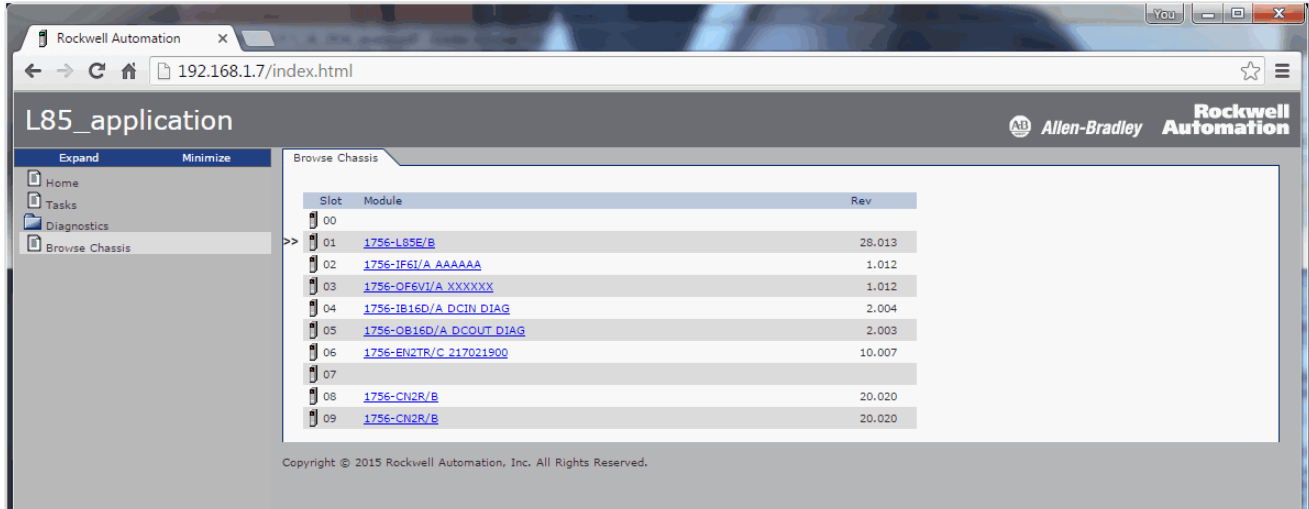 You
Rockwell Automation
192.168.1.7/index.html
L85_application
AB Allen-Bradley Rockwell Automation
Expand Minimize
Home
Tasks
Diagnostics
Browse Chassis
Browse Chassis
Slot Module Rev
00
>> 01 1756-L85E/B 28.013
02 1756-IF6I/A AAAAAA 1.012
03 1756-OF6VI/A XXXXXX 1.012
04 1756-IB16D/A DCIN DIAG 2.004
05 1756-OB16D/A DCOUT DIAG 2.003
06 1756-EN2TR/C 217021900 10.007
07
08 1756-CN2R/B 20.020
09 1756-CN2R/B 20.020
Copyright © 2015 Rockwell Automation, Inc. All Rights Reserved.